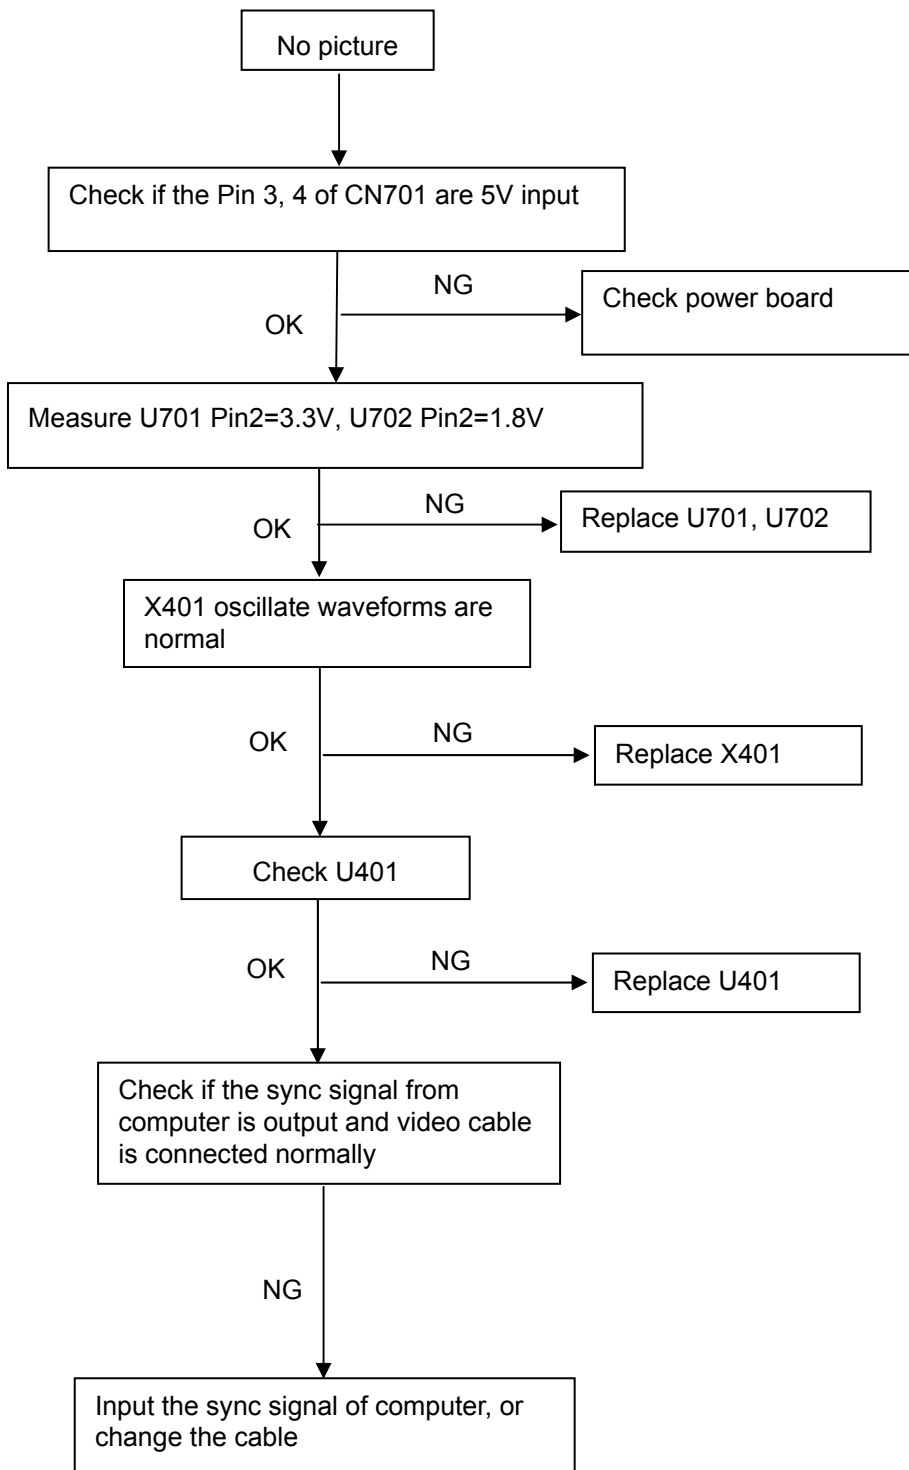 No picture
Check if the Pin 3, 4 of CN701 are 5V input
NG
Check power board
OK
Measure U701 Pin2=3.3V, U702 Pin2=1.8V
NG
Replace U701, U702
OK
X401 oscillate waveforms are
normal
NG
OK
Replace X401
Check U401
NG
OK
Replace U401
Check if the sync signal from
computer is output and video cable
is connected normally
NG
Input the sync signal of computer, or
change the cable